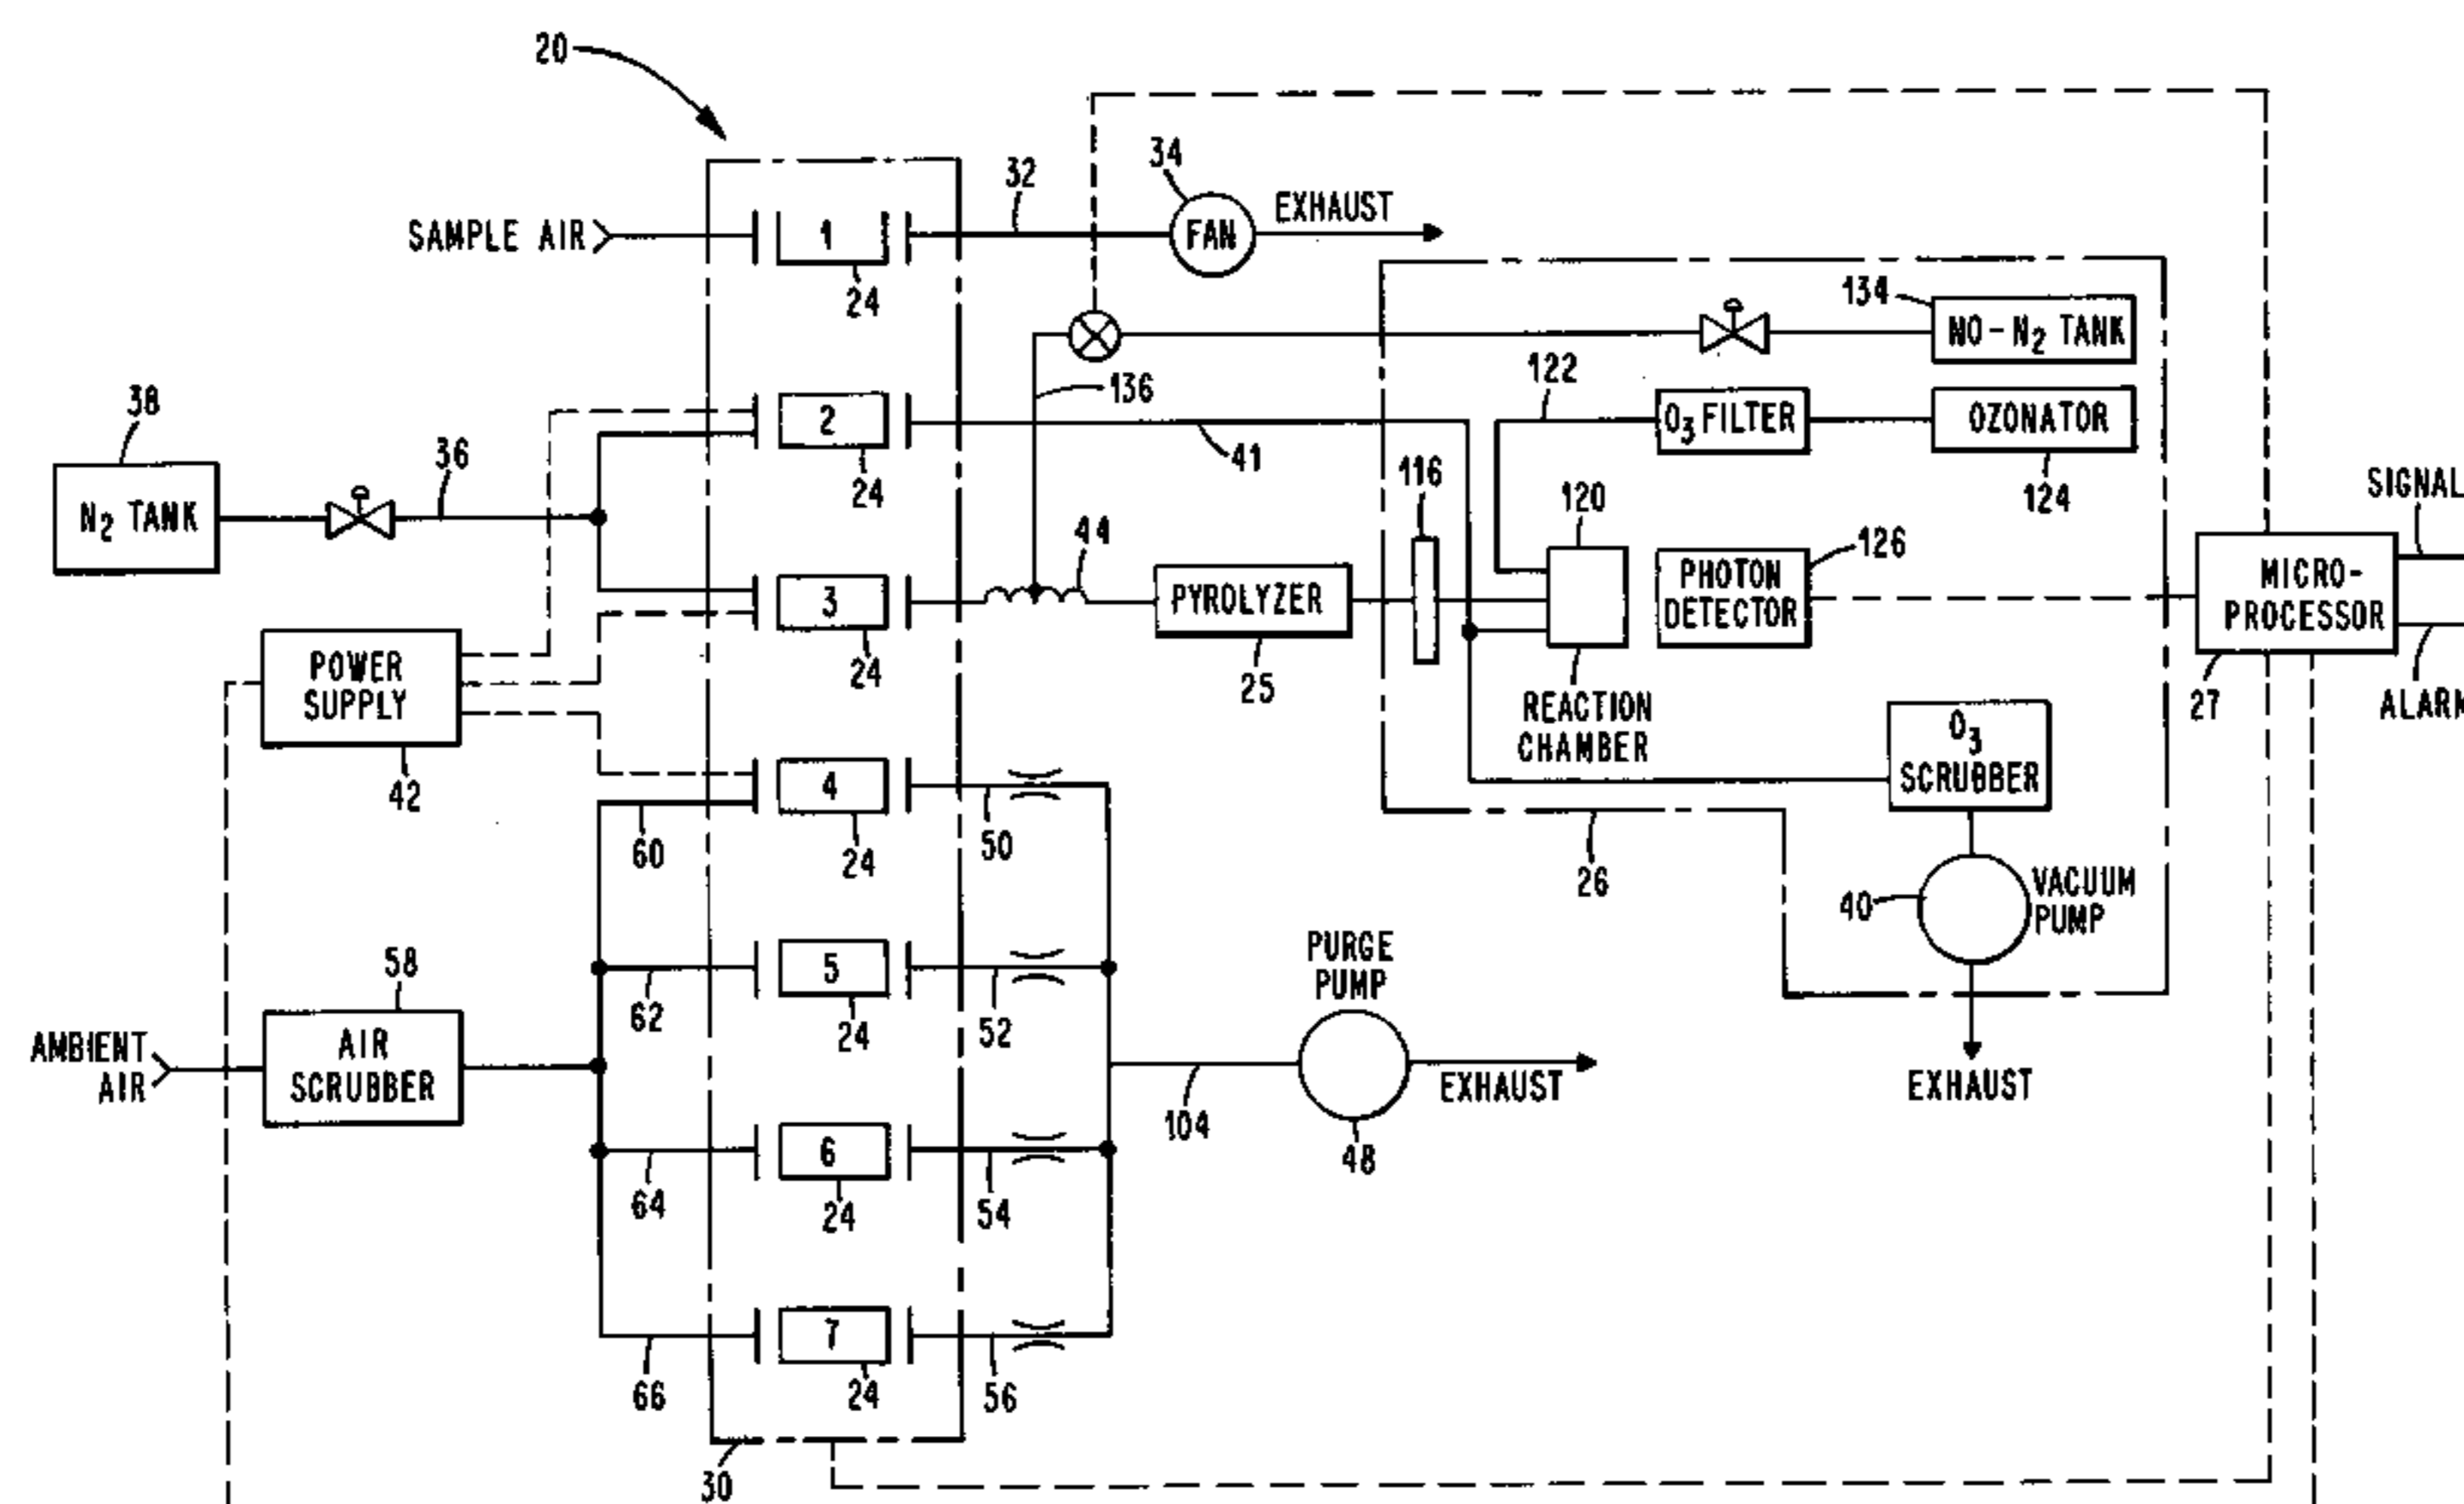 20
32
34
SAMPLE AIR
1
FAN
EXHAUST
24
134
NO-N2 TANK
136
122
38
2
O3 FILTER
OZONATOR
36
41
116
24
120
124
SIGNAL
N2 TANK
44
126
3
PYROLYZER
PHOTON
DETECTOR
MICRO-
PROCESSOR
POWER
SUPPLY
24
25
REACTION
CHAMBER
27
ALARM
O3
SCRUBBER
42
4
60
24
50
26
40
VACUUM
PUMP
58
5
PURGE
PUMP
62
24
52
AMBIENT
AIR
AIR
SCRUBBER
EXHAUST
EXHAUST
104
6
48
64
24
54
7
66
24
56
30